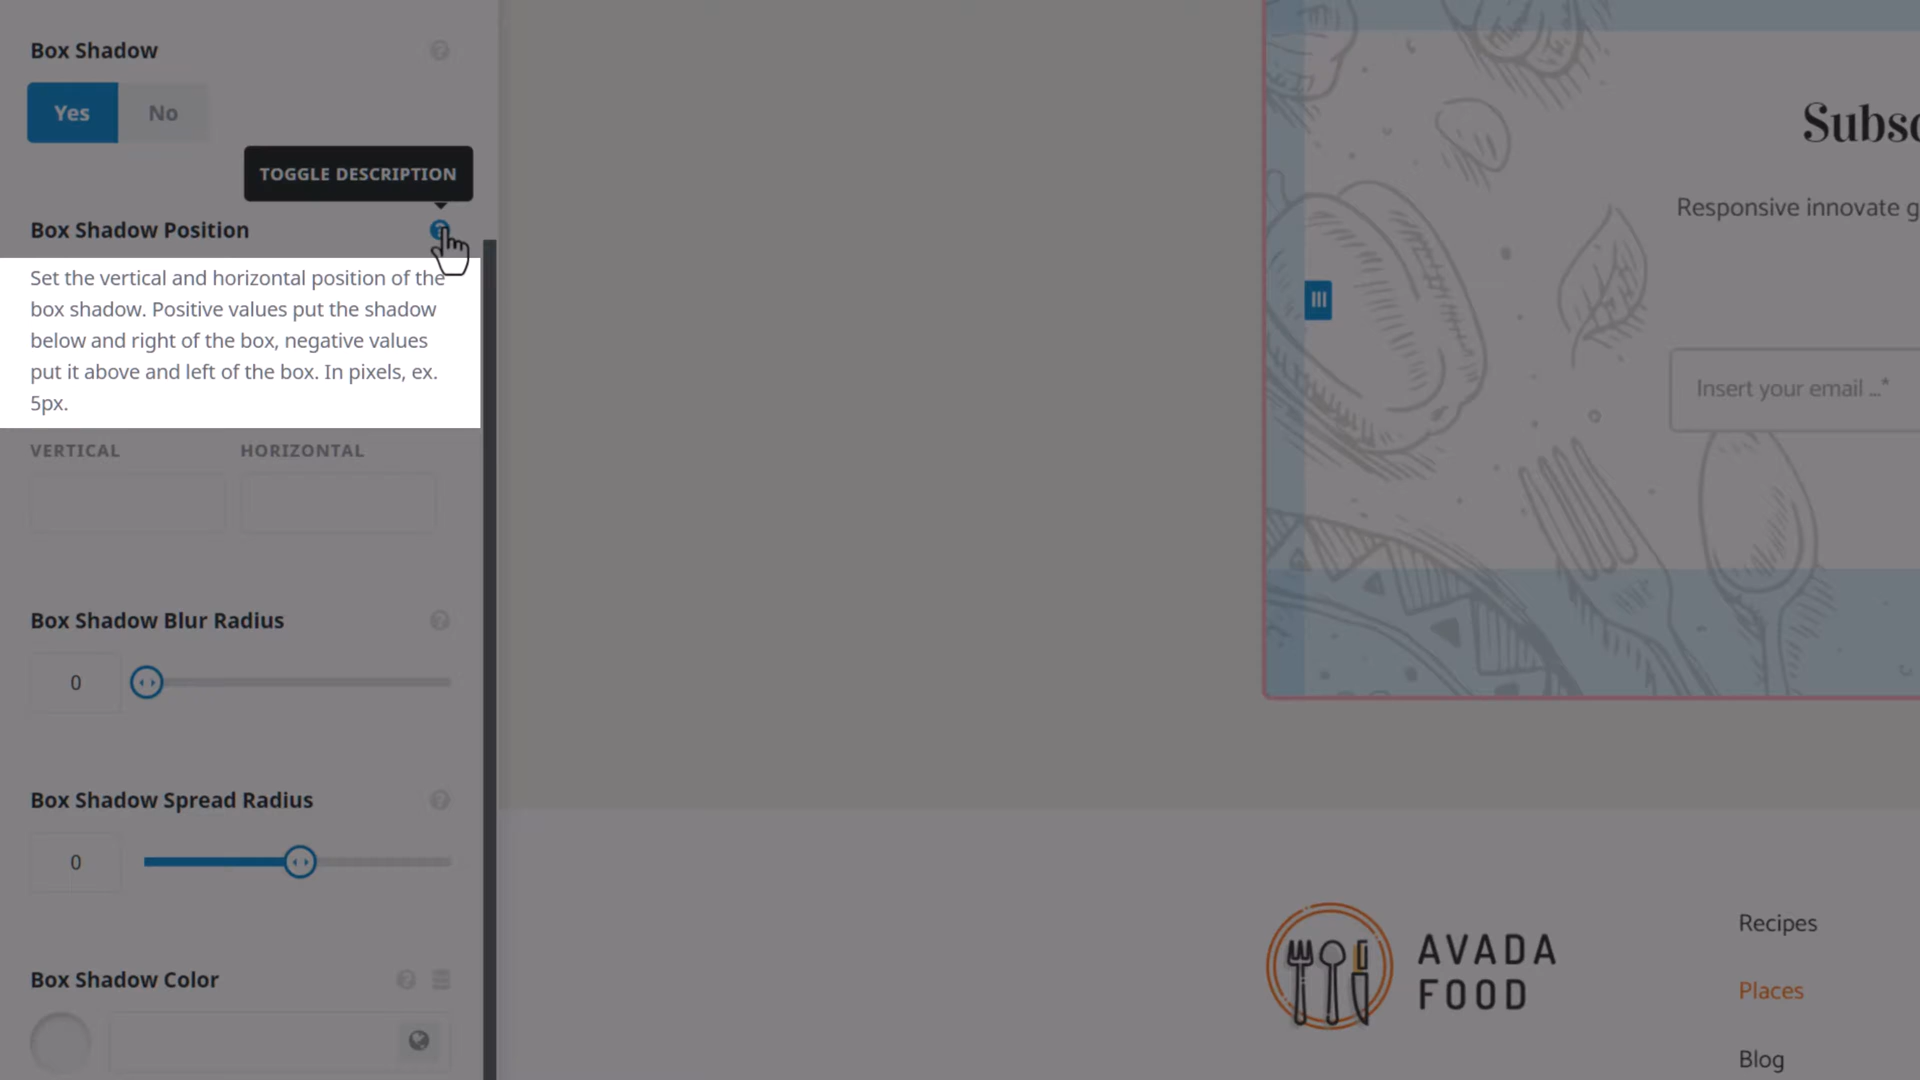 Box Shadow
Yes
No
TOGGLE DESCRIPTION
Box Shadow Position
Set the vertical and horizontal position of the
box shadow. Positive values put the shadow
below and right of the box, negative values
put it above and left of the box. In pixels, ex.
5px.
VERTICAL
HORIZONTAL
Box Shadow Blur Radius
0
Box Shadow Spread Radius
0
Box Shadow Color
Responsive innovate
Insert your email ...*
AVADA
FOOD
Recipes
Places
Blog